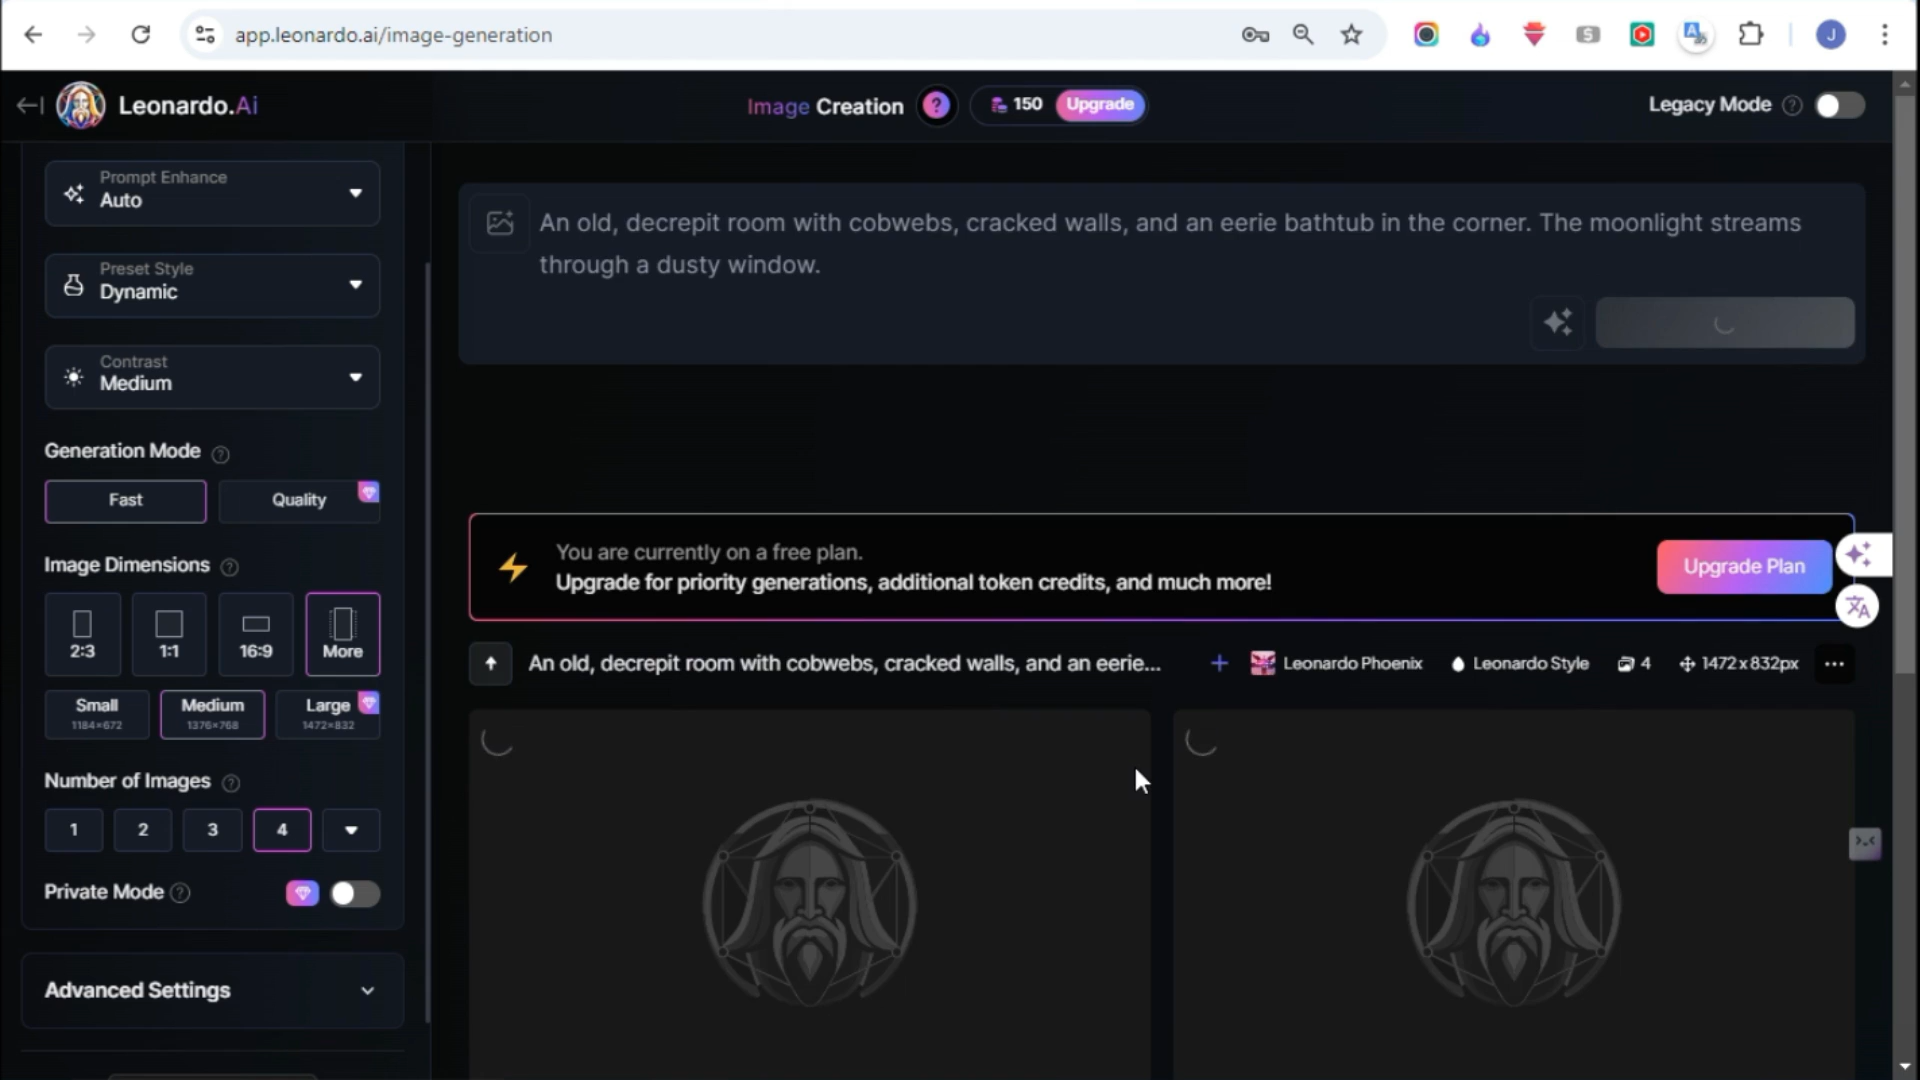 app.leonardo.ai/image-generation
S
J
Leonardo.Ai
Image Creation
?
150
Upgrade
Legacy Mode ?
Prompt Enhance
Auto
Preset Style
Dynamic
Contrast
Medium
Generation Mode ?
Fast
Quality
Image Dimensions ?
2:3
1:1
16:9
More
Small
1184×672
Medium
1376×768
Large
1472×832
Number of Images ?
1
2
3
4
Private Mode ?
Advanced Settings
An old, decrepit room with cobwebs, cracked walls, and an eerie bathtub in the corner. The moonlight streams
through a dusty window.
You are currently on a free plan.
Upgrade for priority generations, additional token credits, and much more!
Upgrade Plan
An old, decrepit room with cobwebs, cracked walls, and an eerie...
Leonardo Phoenix
Leonardo Style
4
1472 x 832px